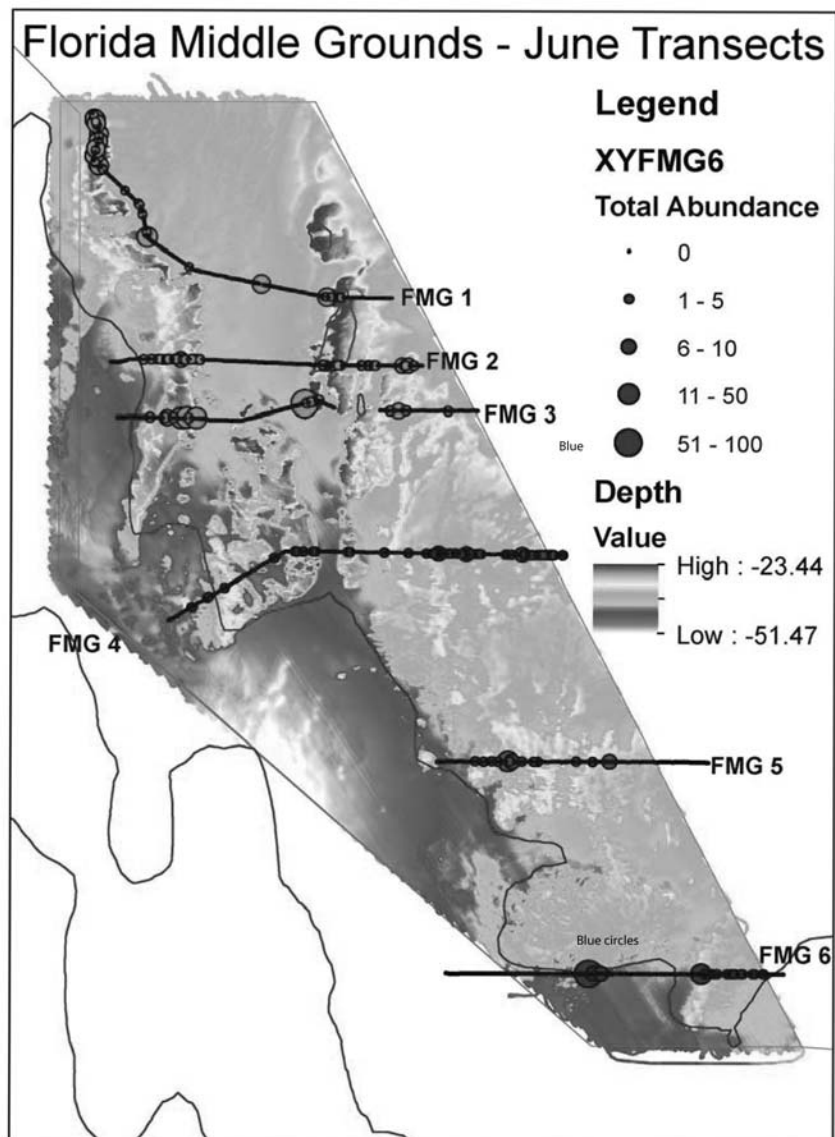 Florida Middle Grounds - June Transects
Legend
XYFMG6
Total Abundance
0
1 - 5
6 - 10
11 - 50
Blue
51 - 100
Depth
Value
High : -23.44
Low : -51.47
FMG 1
FMG 2
FMG 3
FMG 4
FMG 5
Blue circles
FMG 6